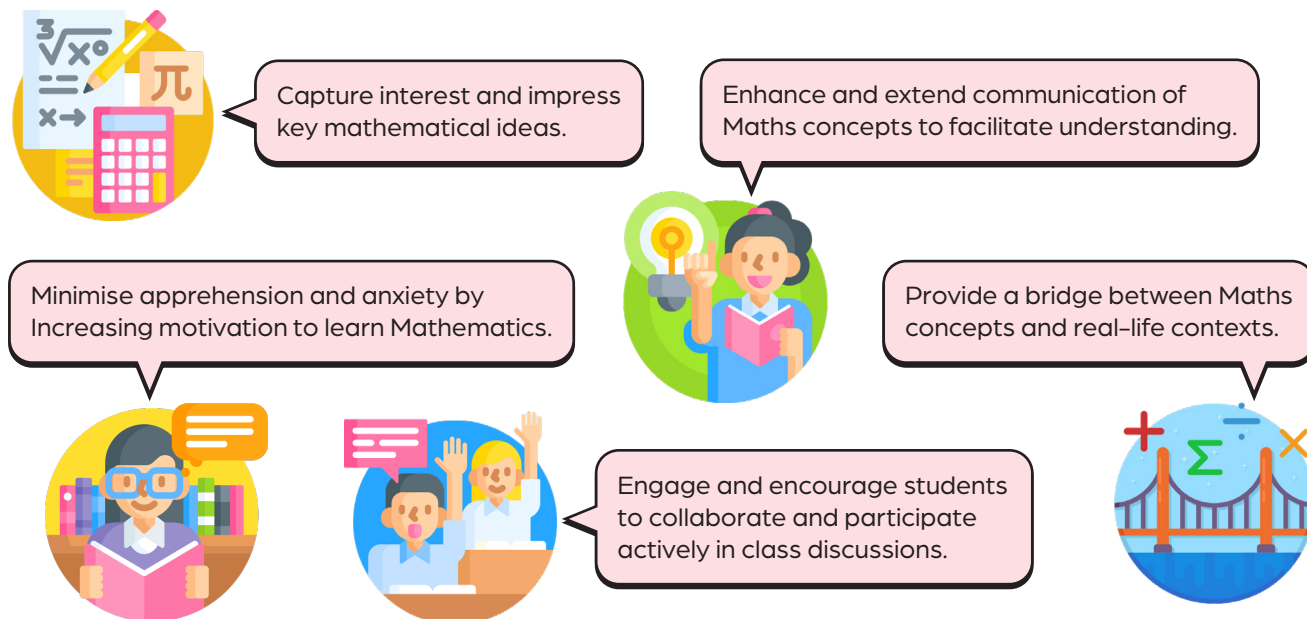 3√x°
x→
π
Capture interest and impress
key mathematical ideas.
Enhance and extend communication of
Maths concepts to facilitate understanding.
Minimise apprehension and anxiety by
Increasing motivation to learn Mathematics.
Provide a bridge between Maths
concepts and real-life contexts.
+
÷
×
Σ
Engage and encourage students
to collaborate and participate
actively in class discussions.